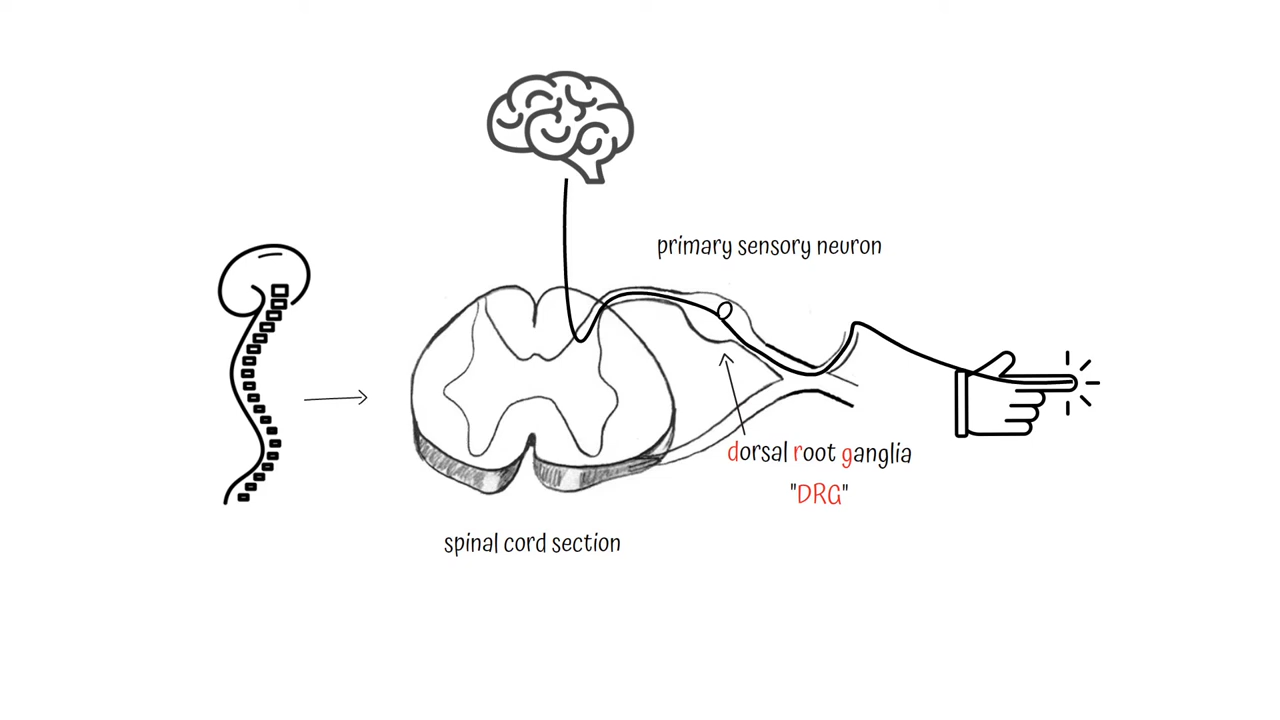 primary sensory neuron
dorsal root ganglia
"DRG"
spinal cord section